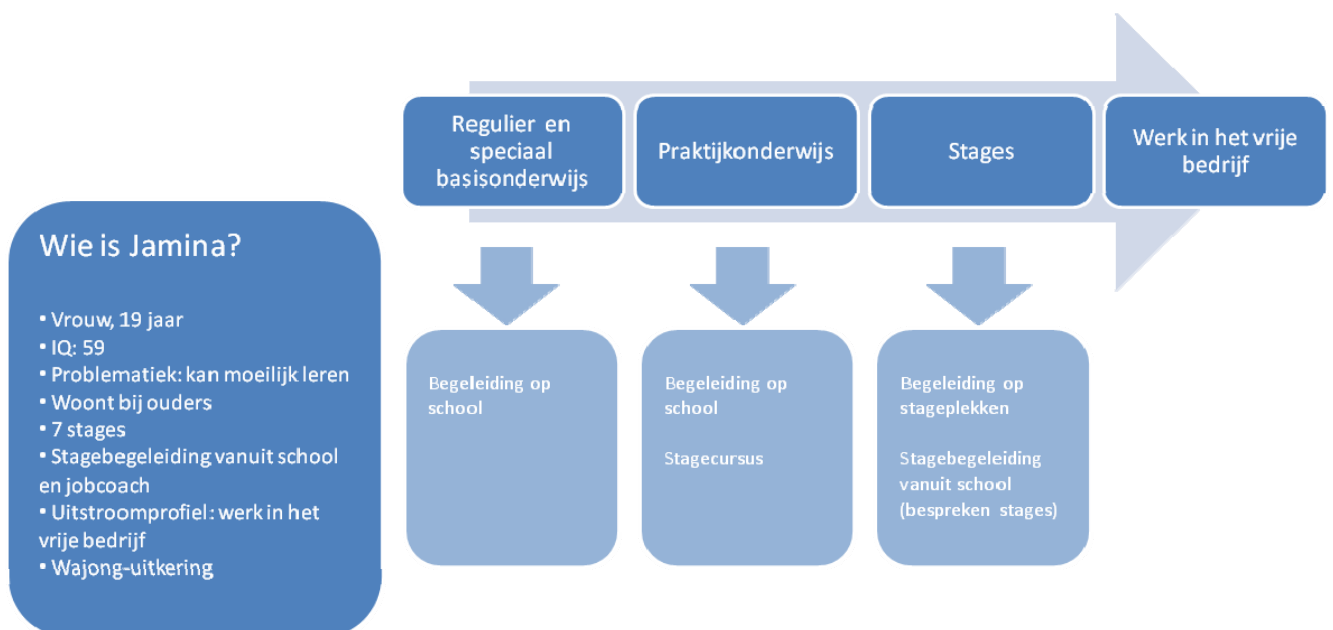 Regulier en
speciaal
basisonderwijs
Praktijkonderwijs
Stages
Werk in het vrije
bedrijf
Wie is Jamina?
• Vrouw, 19 jaar
• IQ: 59
• Problematiek: kan moeilijk leren
• Woont bij ouders
• 7 stages
• Stagebegeleiding vanuit school
en jobcoach
• Uitstroomprofiel: werk in het
vrije bedrijf
• Wajong-uitkering
Begeleiding op
school
Begeleiding op
school
Stagecursus
Begeleiding op
stageplekken
Stagebegeleiding
vanuit school
(bespreken stages)